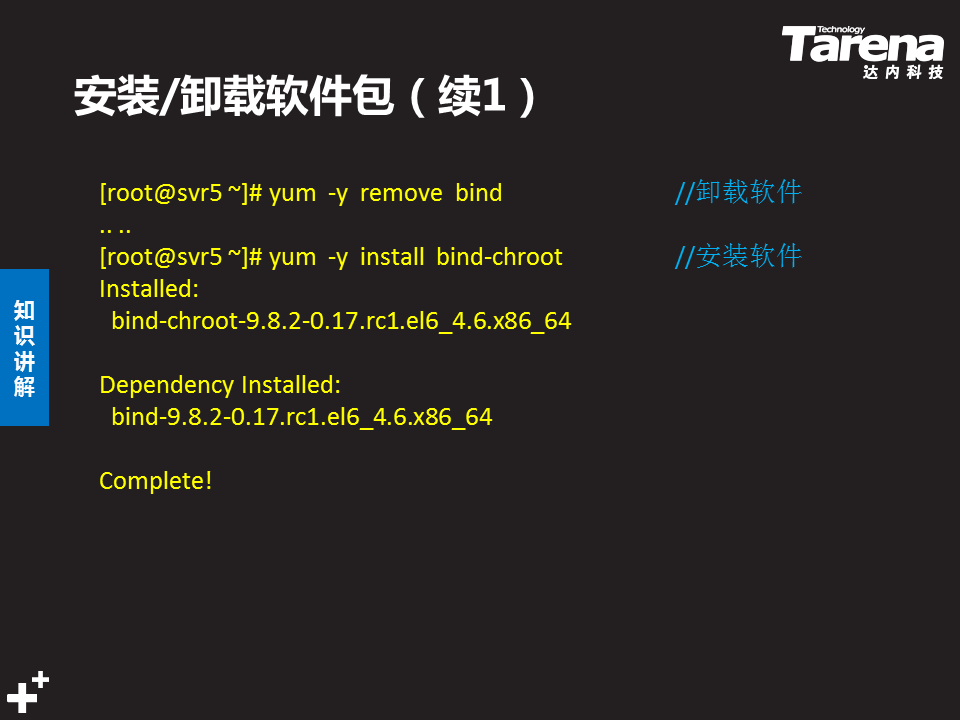 Technology
Tarena
达内科技
安装/卸载软件包（续1）
[root@svr5 ~]# yum  -y  remove  bind //卸载软件
.. ..
[root@svr5 ~]# yum  -y  install  bind-chroot //安装软件
Installed:
  bind-chroot-9.8.2-0.17.rc1.el6_4.6.x86_64
Dependency Installed:
  bind-9.8.2-0.17.rc1.el6_4.6.x86_64
Complete!
知识讲解